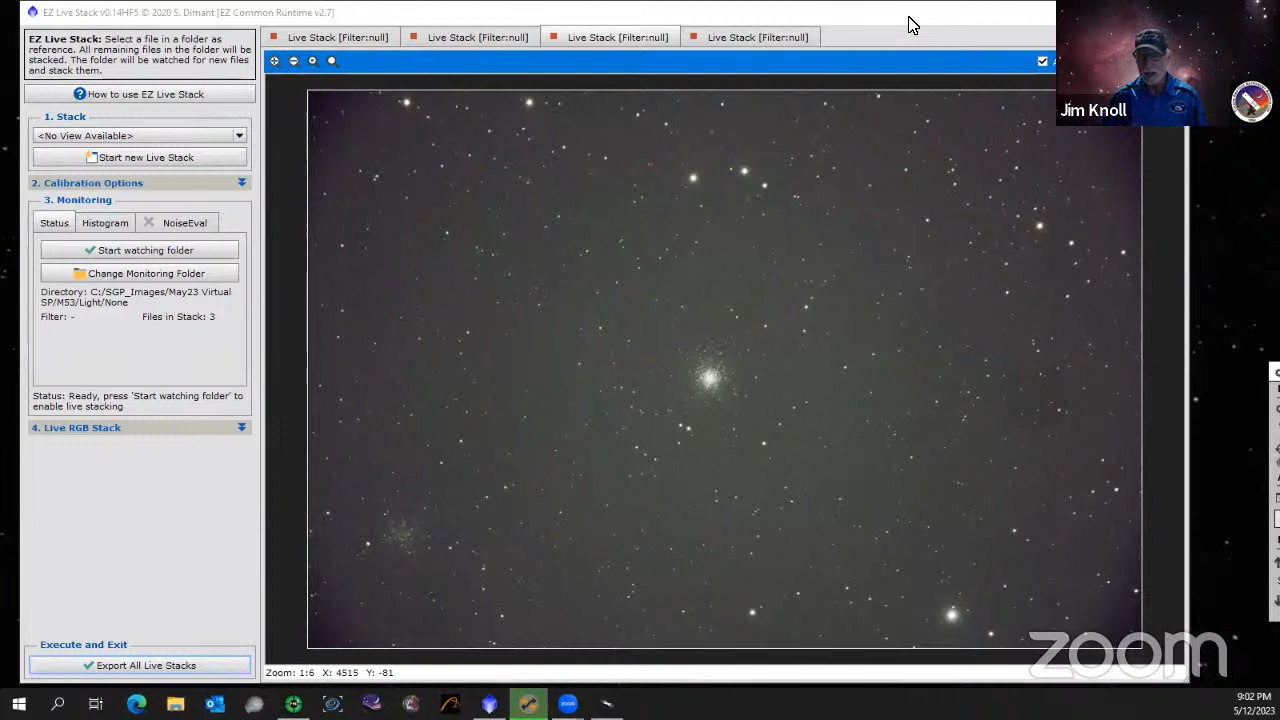 EZ Live Stack v0.14HF5 © 2020 S. Dimant [EZ Common Runtime v2.7]
EZ Live Stack: Select a file in a folder as
reference. All remaining files in the folder will be
stacked. The folder will be watched for new files
and stack them.
How to use EZ Live Stack
1. Stack
<No View Available>
Start new Live Stack
2. Calibration Options
3. Monitoring
Status Histogram NoiseEval
Start watching folder
Change Monitoring Folder
Directory: C:/SGP_Images/May23 Virtual
SP/M53/Light/None
Filter: - Files in Stack: 3
Status: Ready, press 'Start watching folder' to
enable live stacking
4. Live RGB Stack
Execute and Exit
Export All Live Stacks
Live Stack [Filter:null] Live Stack [Filter:null] Live Stack [Filter:null] Live Stack [Filter:null]
Jim Knoll
Zoom: 1:6 X: 4515 Y: -81
zoom
zoom
9:02 PM
5/12/2023